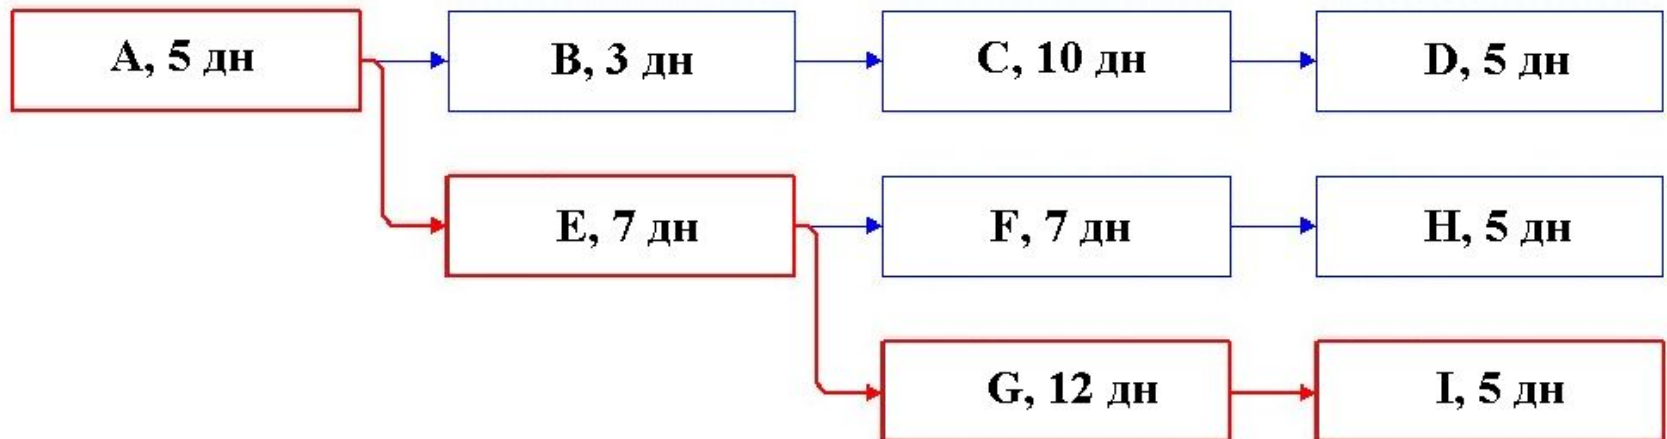 A, 5 дн
B, 3 дн
C, 10 дн
D, 5 дн
E, 7 дн
F, 7 дн
H, 5 дн
G, 12 дн
I, 5 дн